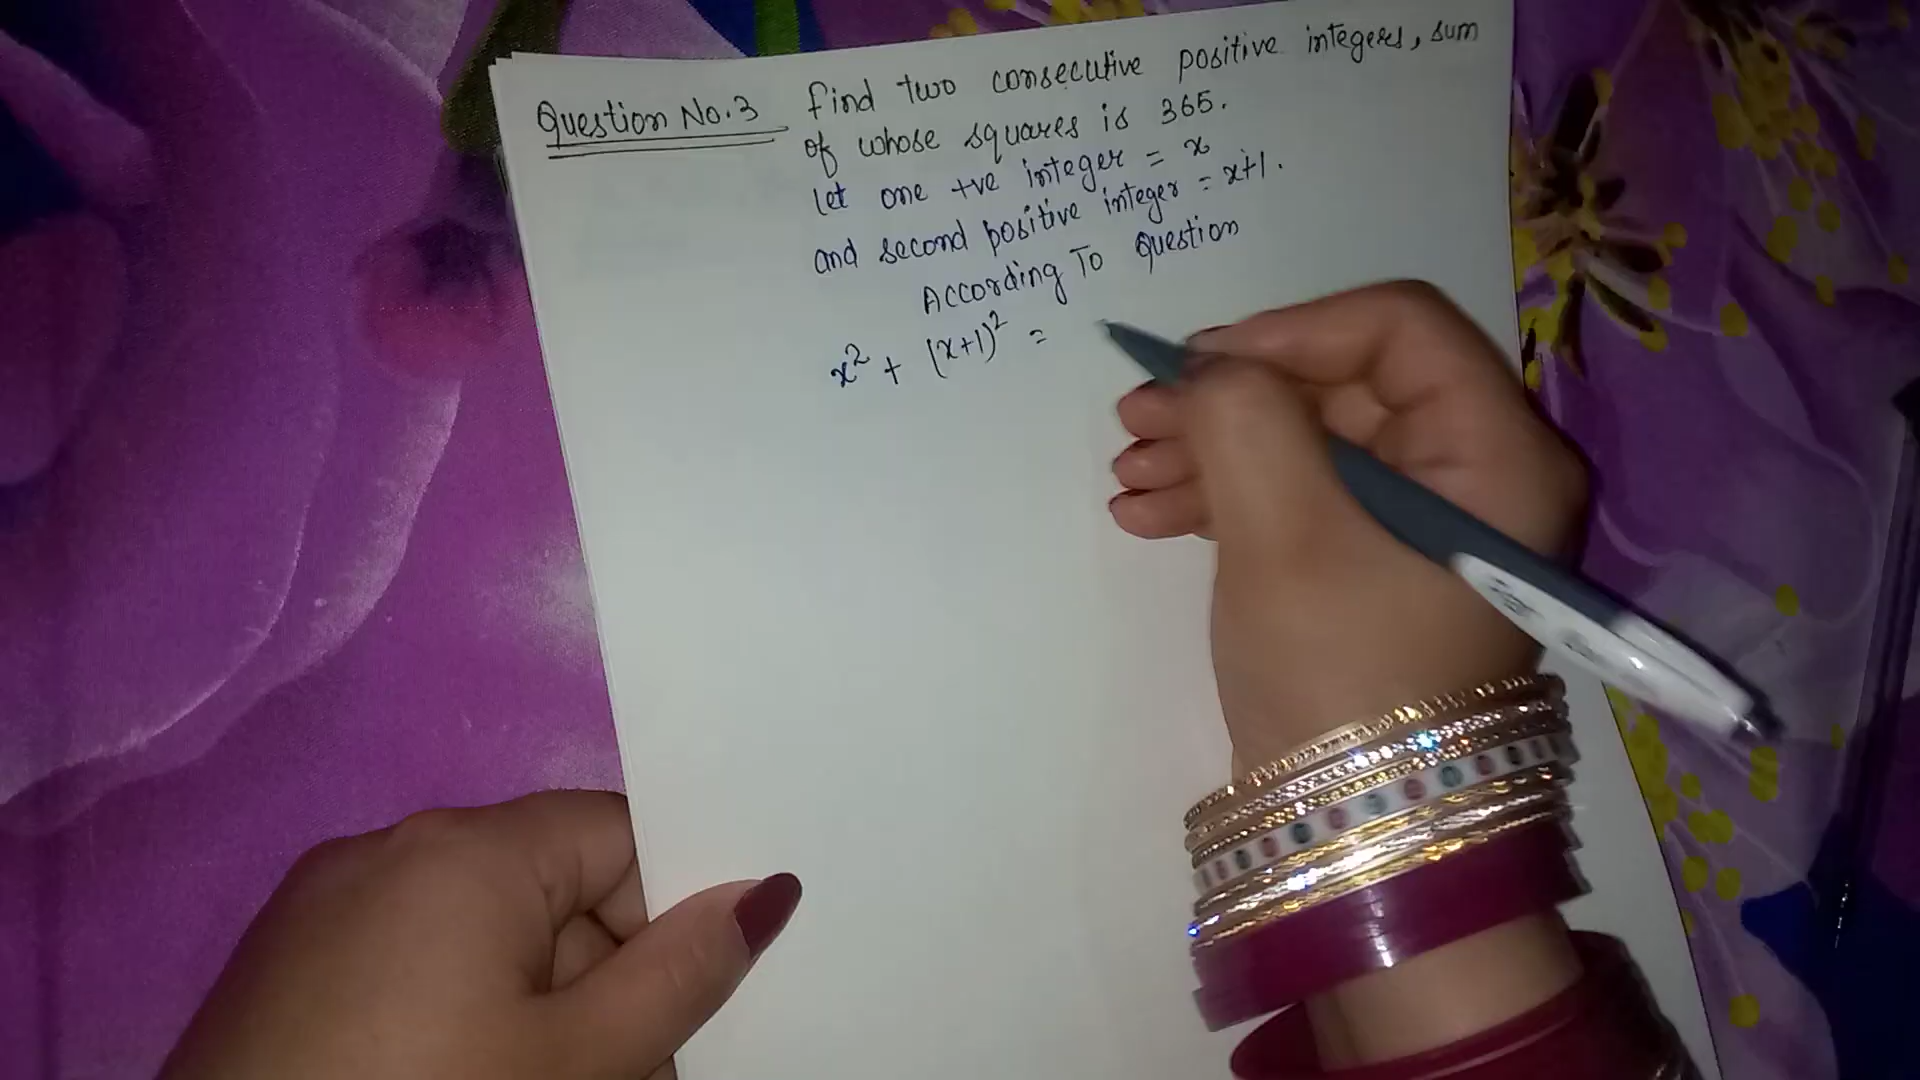 Question No.3 find two consecutive positive integers, sum
of whose squares is 365.
let one +ve integer = x
and second positive integer = x+1.
According To question
x² + (x+1)² =